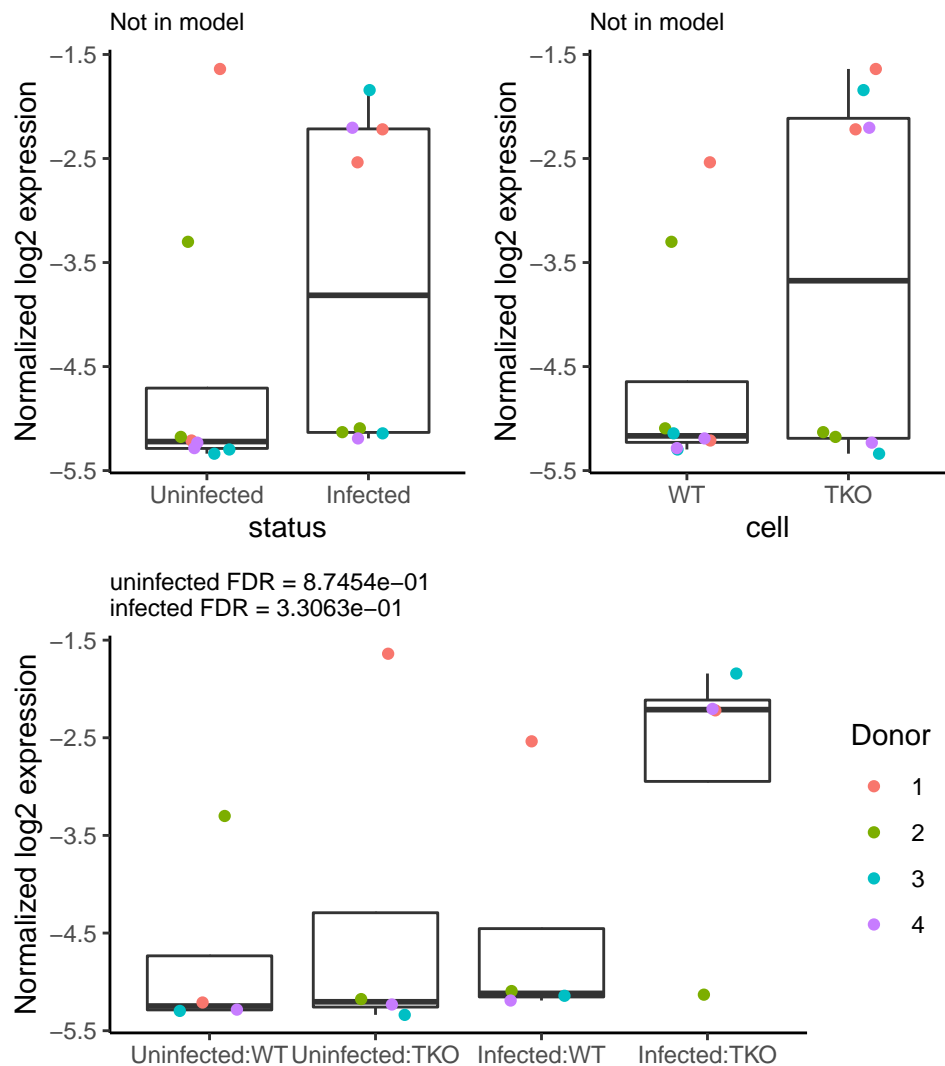 Not in model
Normalized log2 expression
−1.5
−2.5
−3.5
−4.5
−5.5
Uninfected Infected
status
Not in model
Normalized log2 expression
−1.5
−2.5
−3.5
−4.5
−5.5
WT TKO
cell
uninfected FDR = 8.7454e−01
infected FDR = 3.3063e−01
Normalized log2 expression
−1.5
−2.5
−3.5
−4.5
−5.5
Uninfected:WT Uninfected:TKO Infected:WT Infected:TKO
Donor
1
2
3
4